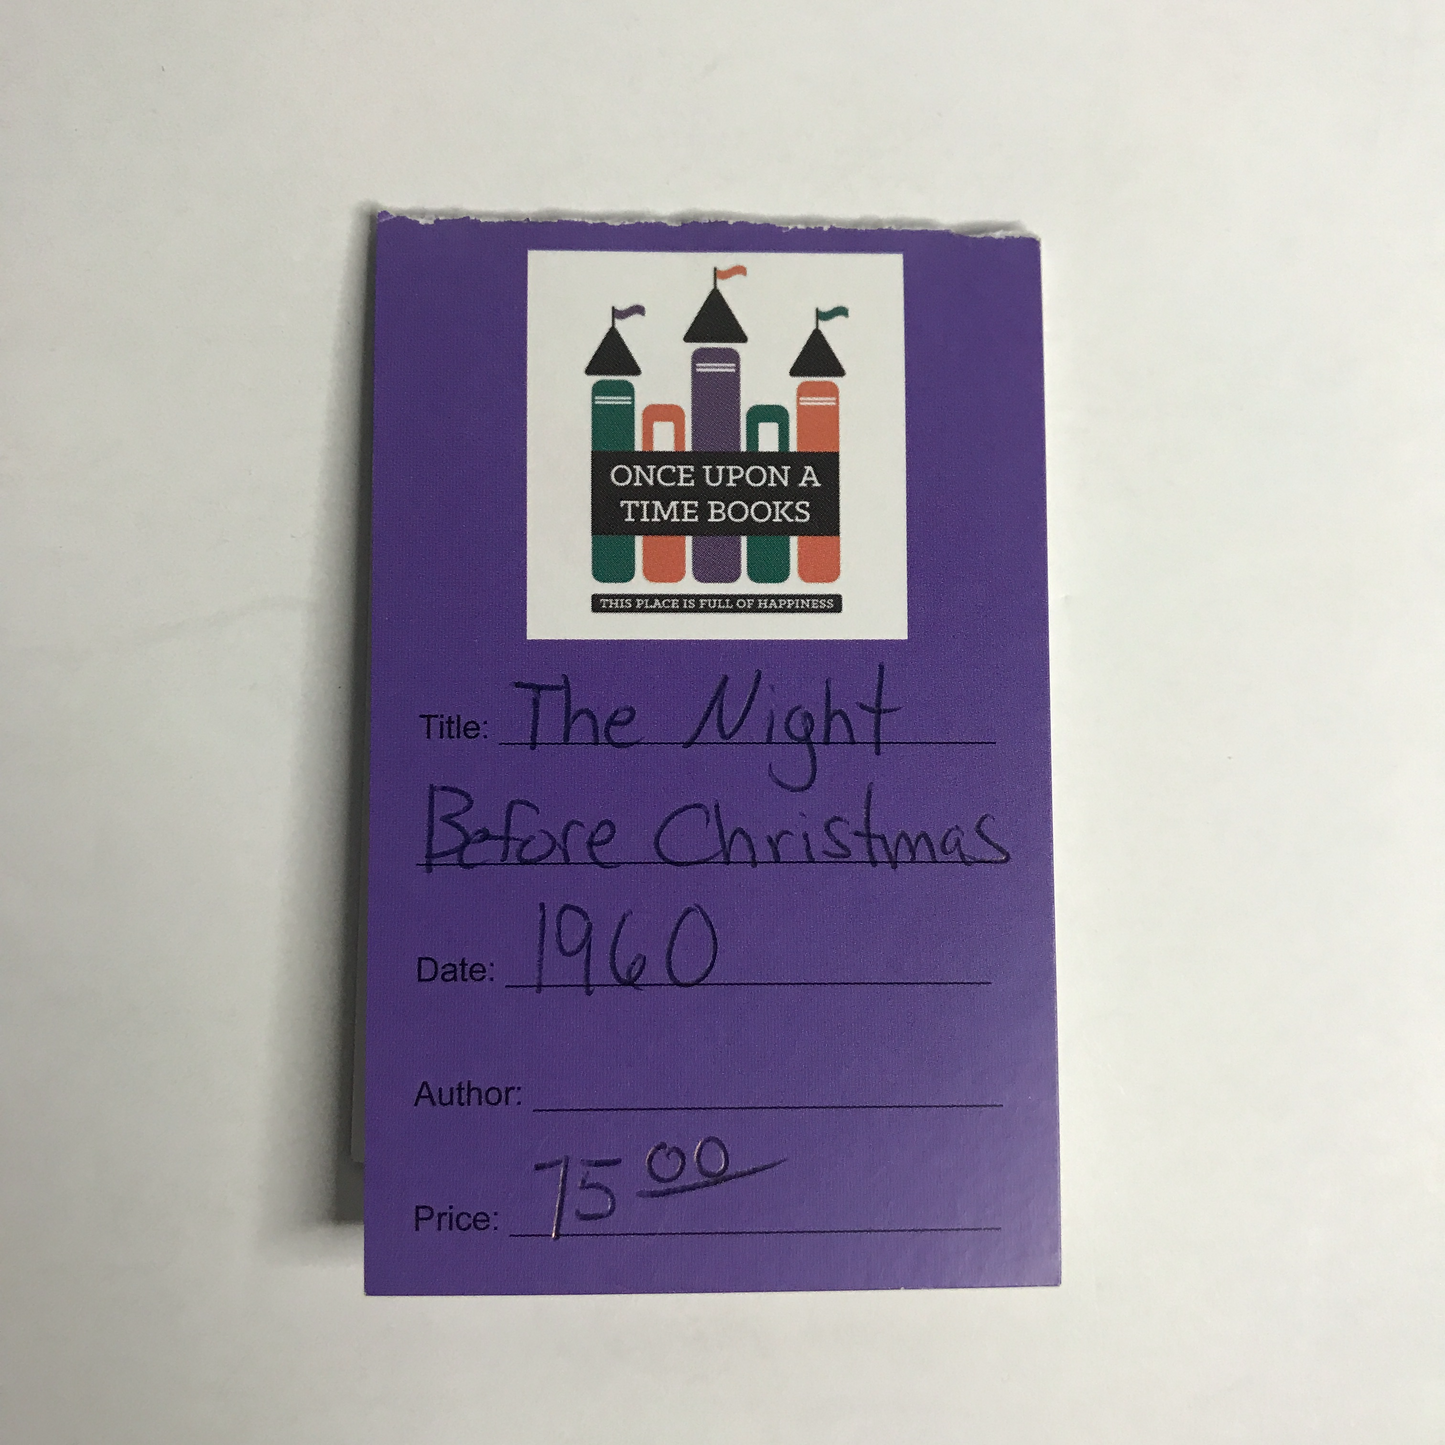 ONCE UPON A
TIME BOOKS
THIS PLACE IS FULL OF HAPPINESS
Title: The Night
Before Christmas
Date: 1960
Author:
Price: 75 00